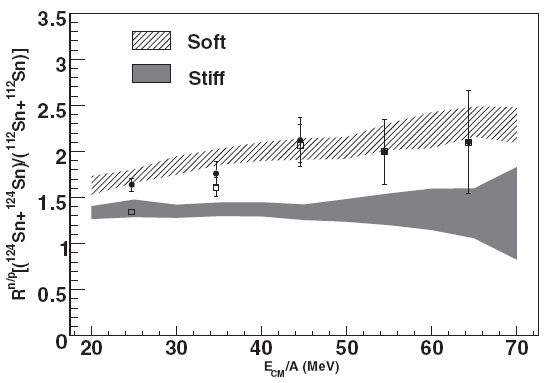 3.5
3
2.5
2
1.5
1
0.5
0
R^n/p[(^124Sn+ ^124Sn)/(^112Sn+ ^112Sn)]
Soft
Stiff
20 30 40 50 60 70
E_CM/A (MeV)